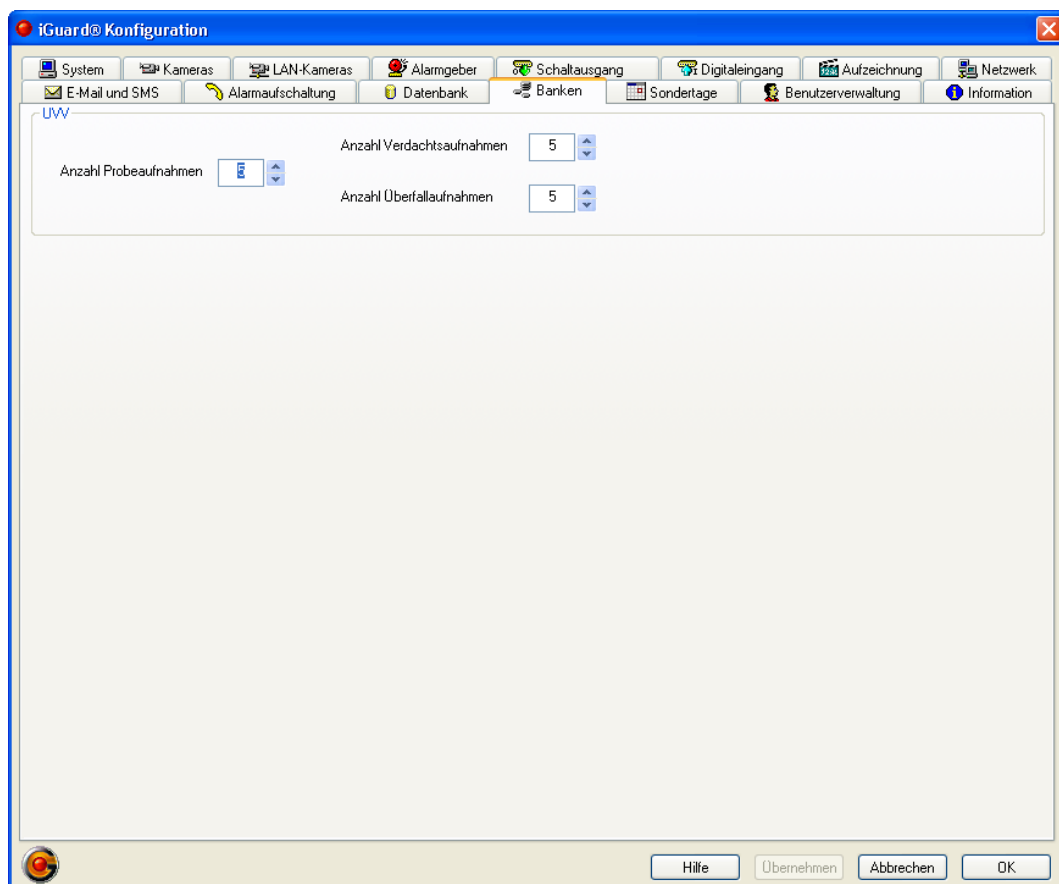 iGuard® Konfiguration
System Kameras LAN-Kameras Alarmgeber Schaltausgang Digitaleingang Aufzeichnung Netzwerk
E-Mail und SMS Alarmaufschaltung Datenbank Banken Sondertage Benutzerverwaltung Information
UVV
Anzahl Verdachtsaufnahmen 5
Anzahl Probeaufnahmen 5
Anzahl Überfallaufnahmen 5
Hilfe Übernehmen Abbrechen OK